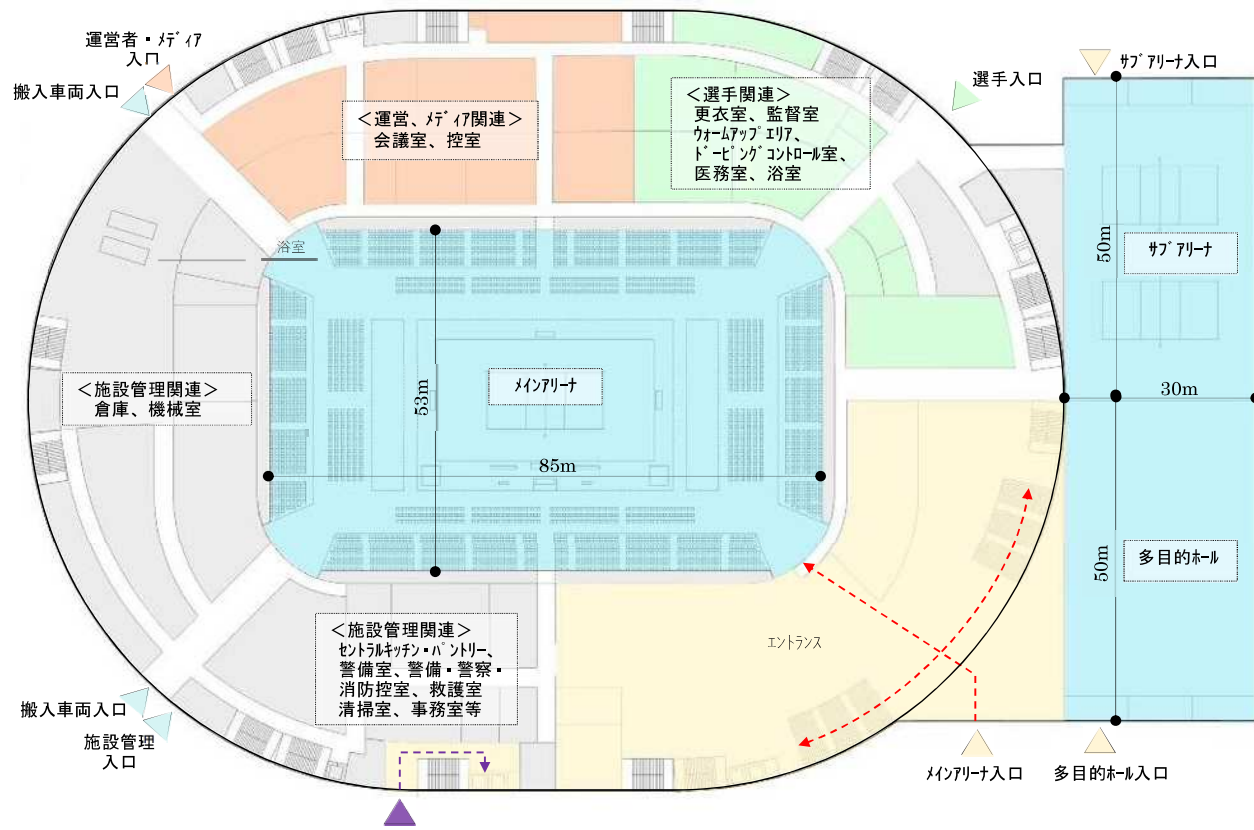 運営者・メディア
入口
搬入車両入口
＜運営、ﾒﾃﾞｨｱ関連＞
会議室、控室
＜選手関連＞
更衣室、監督室
ｳｫｰﾑｱｯﾌﾟｴﾘｱ、
ﾄﾞｰﾋﾟﾝｸﾞｺﾝﾄﾛｰﾙ室、
医務室、浴室
選手入口
ｻﾌﾞｱﾘｰﾅ入口
浴室
50m
ｻﾌﾞｱﾘｰﾅ
＜施設管理関連＞
倉庫、機械室
53m
ﾒｲﾝｱﾘｰﾅ
85m
30m
50m
多目的ﾎｰﾙ
＜施設管理関連＞
ｾﾝﾄﾗﾙｷｯﾁﾝ・ﾊﾟﾝﾄﾘｰ、
警備室、警備・警察・
消防控室、救護室
清掃室、事務室等
ｴﾝﾄﾗﾝｽ
搬入車両入口
施設管理
入口
ﾒｲﾝｱﾘｰﾅ入口
多目的ﾎｰﾙ入口